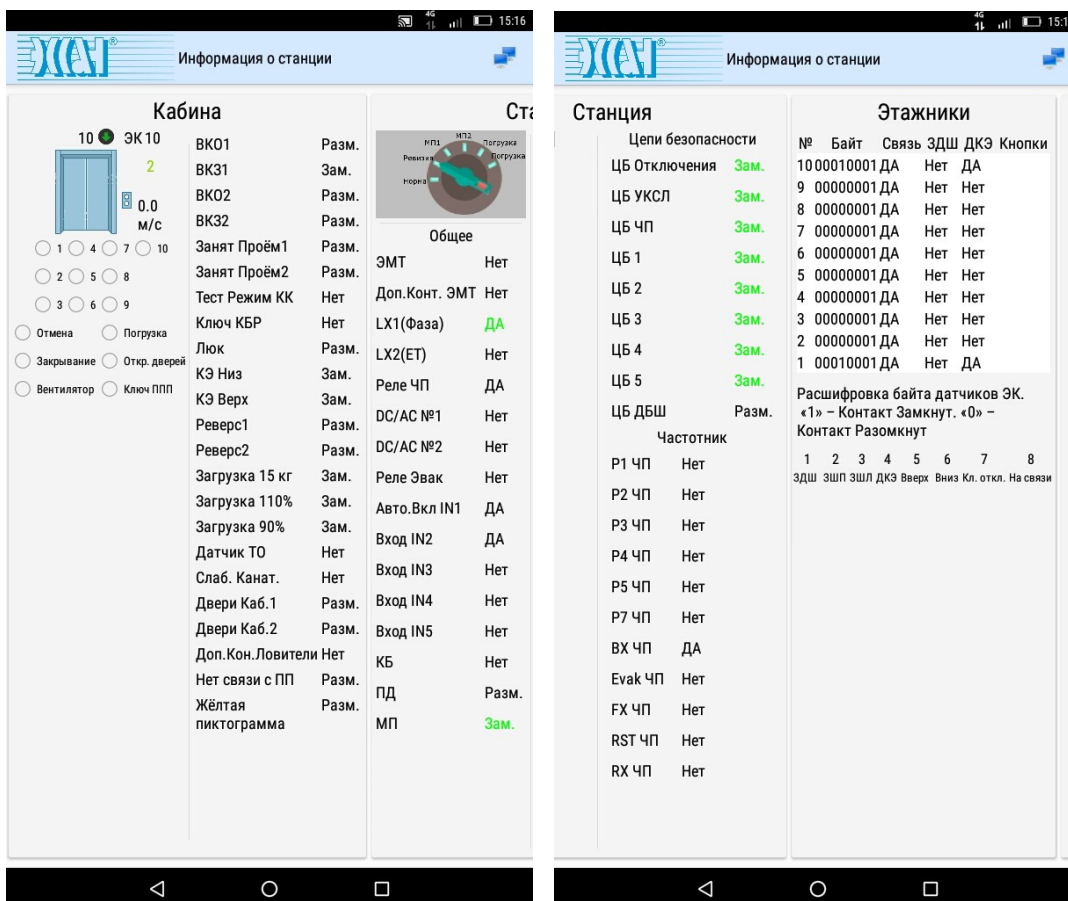 4G
15:16
ЭССАН®
Информация о станции
Кабина
10 ЭК 10
2
0.0
м/с
1 4 7 10
2 5 8
3 6 9
Отмена Погрузка
Закрывание Откр. дверей
Вентилятор Ключ ППП
ВКО1 Разм.
ВКЗ1 Зам.
ВКО2 Разм.
ВКЗ2 Разм.
Занят Проём1 Разм.
Занят Проём2 Разм.
Тест Режим КК Нет
Ключ КБР Нет
Люк Разм.
КЭ Низ Зам.
КЭ Верх Зам.
Реверс1 Разм.
Реверс2 Разм.
Загрузка 15 кг Зам.
Загрузка 110% Зам.
Загрузка 90% Зам.
Датчик ТО Нет
Слаб. Канат. Нет
Двери Каб.1 Разм.
Двери Каб.2 Разм.
Доп.Кон.Ловители Нет
Нет связи с ПП Разм.
Жёлтая Разм.
пиктограмма
Ста
МП1 МП2 Погрузка
Ревизия Погрузка
Норма
Общее
ЭМТ Нет
Доп.Конт. ЭМТ Нет
LX1(Фаза) ДА
LX2(ET) Нет
Реле ЧП ДА
DC/AC №1 Нет
DC/AC №2 Нет
Реле Эвак Нет
Авто.Вкл IN1 ДА
Вход IN2 ДА
Вход IN3 Нет
Вход IN4 Нет
Вход IN5 Нет
КБ Нет
ПД Разм.
МП Зам.
4G
15:1
Информация о станции
Станция
Цепи безопасности
ЦБ Отключения Зам.
ЦБ УКСЛ Зам.
ЦБ ЧП Зам.
ЦБ 1 Зам.
ЦБ 2 Зам.
ЦБ 3 Зам.
ЦБ 4 Зам.
ЦБ 5 Зам.
ЦБ ДБШ Разм.
Частотник
P1 ЧП Нет
P2 ЧП Нет
P3 ЧП Нет
P4 ЧП Нет
P5 ЧП Нет
P7 ЧП Нет
BX ЧП ДА
Evak ЧП Нет
FX ЧП Нет
RST ЧП Нет
RX ЧП Нет
Этажники
№ Байт Связь ЗДШ ДКЭ Кнопки
10 00010001 ДА Нет ДА
9 00000001 ДА Нет Нет
8 00000001 ДА Нет Нет
7 00000001 ДА Нет Нет
6 00000001 ДА Нет Нет
5 00000001 ДА Нет Нет
4 00000001 ДА Нет Нет
3 00000001 ДА Нет Нет
2 00000001 ДА Нет Нет
1 00010001 ДА Нет ДА
Расшифровка байта датчиков ЭК.
«1» – Контакт Замкнут. «0» –
Контакт Разомкнут
1 2 3 4 5 6 7 8
ЗДШ ЗШП ЗШЛ ДКЭ Вверх Вниз Кл. откл. На связи